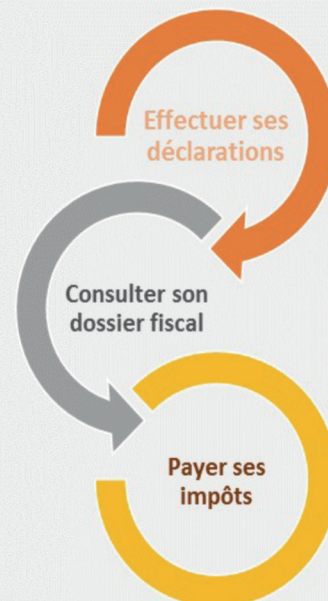 Effectuer ses
déclarations
Consulter son
dossier fiscal
Payer ses
impôts